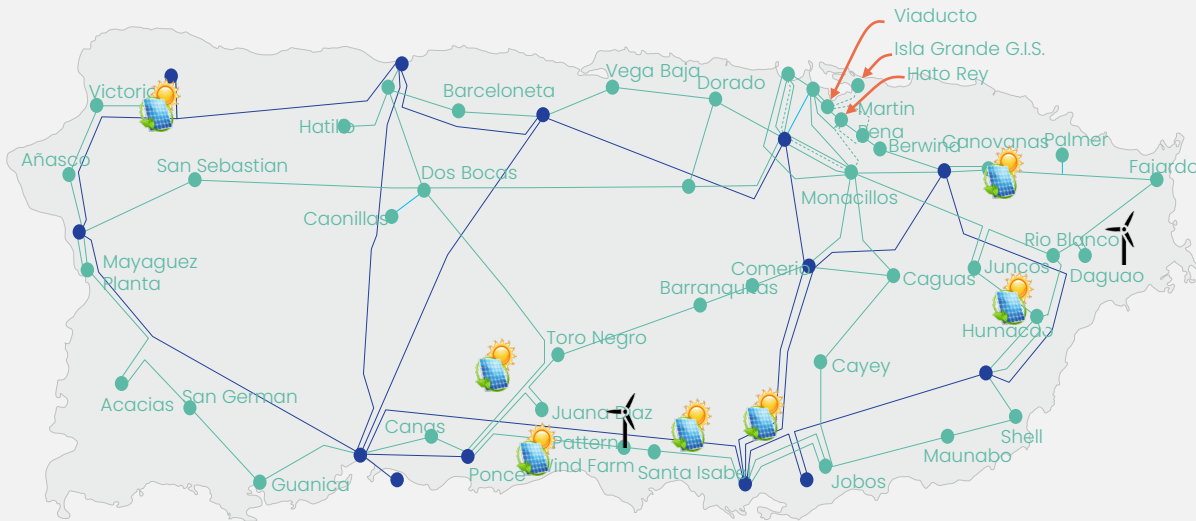 Viaducto
Isla Grande G.I.S.
Hato Rey
Vega Baja
Dorado
Victoria
Barceloneta
Martin
Pena
Hatillo
Berwind
Canovanas
Palmer
Añasco
San Sebastian
Dos Bocas
Fajardo
Monacillos
Caonillas
Rio Blanco
Mayaguez
Planta
Comerio
Juncos
Daguao
Barranquitas
Caguas
Humacao
Toro Negro
Cayey
Acacias
San German
Juana Diaz
Canas
Pattern
Wind Farm
Shell
Maunabo
Ponce
Santa Isabel
Guanica
Jobos